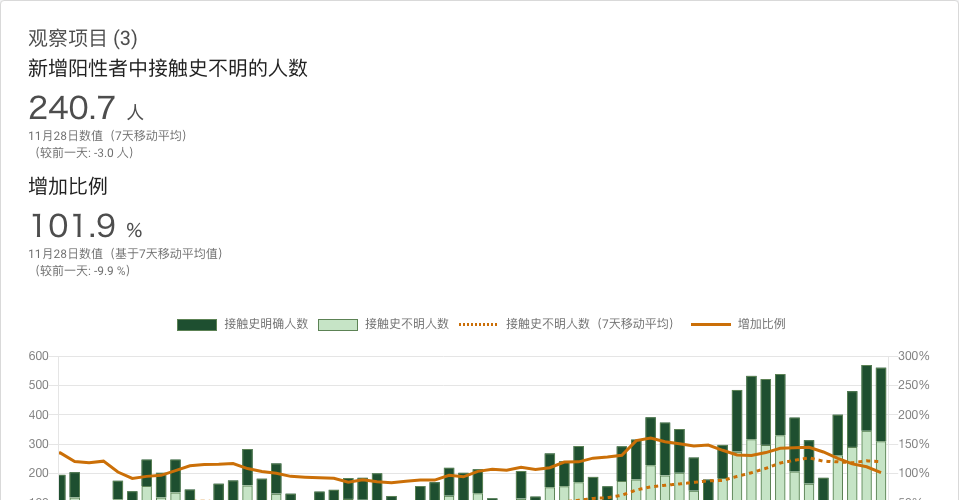 观察项目 (3)
新增阳性者中接触史不明的人数
240.7 人
11月28日数值（7天移动平均）
（较前一天: -3.0 人）
增加比例
101.9 %
11月28日数值（基于7天移动平均值）
（较前一天: -9.9 %）
接触史明确人数 接触史不明人数 接触史不明人数（7天移动平均） 增加比例
600 300%
500 250%
400 200%
300 150%
200 100%
100 50%